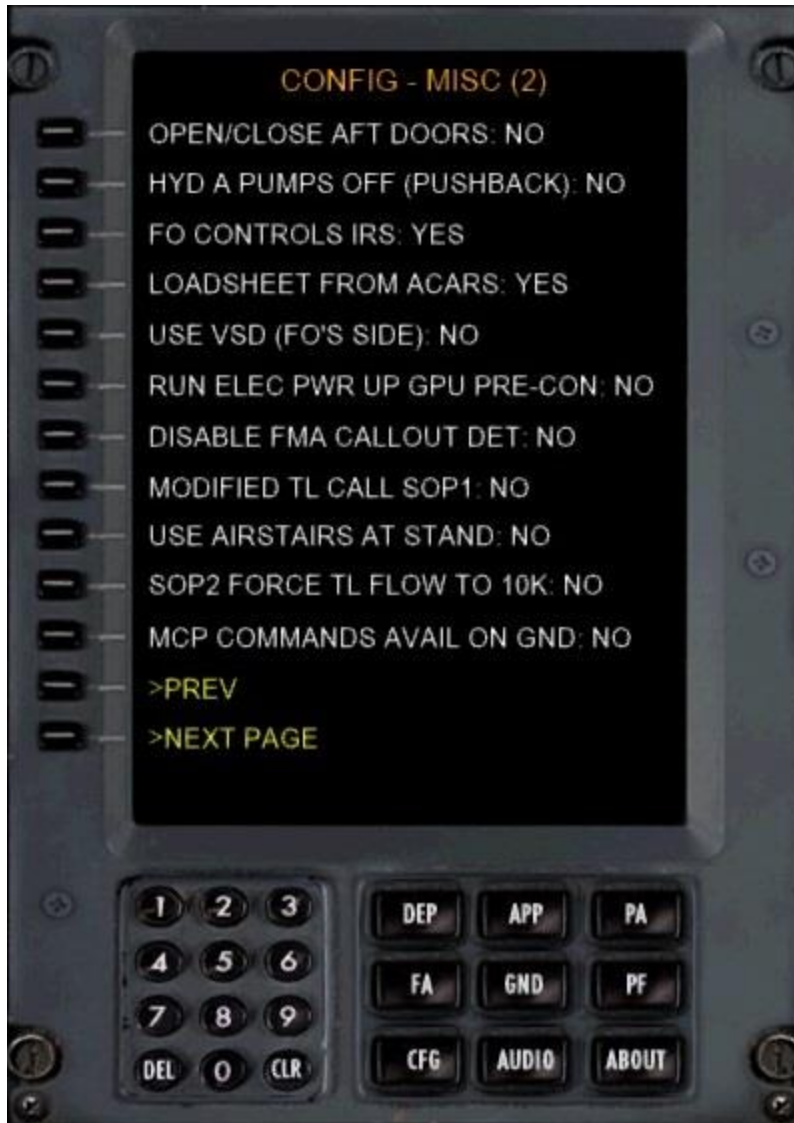 CONFIG - MISC (2)
OPEN/CLOSE AFT DOORS: NO
HYD A PUMPS OFF (PUSHBACK): NO
FO CONTROLS IRS: YES
LOADSHEET FROM ACARS: YES
USE VSD (FO'S SIDE): NO
RUN ELEC PWR UP GPU PRE-CON: NO
DISABLE FMA CALLOUT DET: NO
MODIFIED TL CALL SOP1: NO
USE AIRSTAIRS AT STAND: NO
SOP2 FORCE TL FLOW TO 10K: NO
MCP COMMANDS AVAIL ON GND: NO
>PREV
>NEXT PAGE
1 2 3
DEP APP PA
4 5 6
FA GND PF
7 8 9
DEL 0 CLR
CFG AUDIO ABOUT